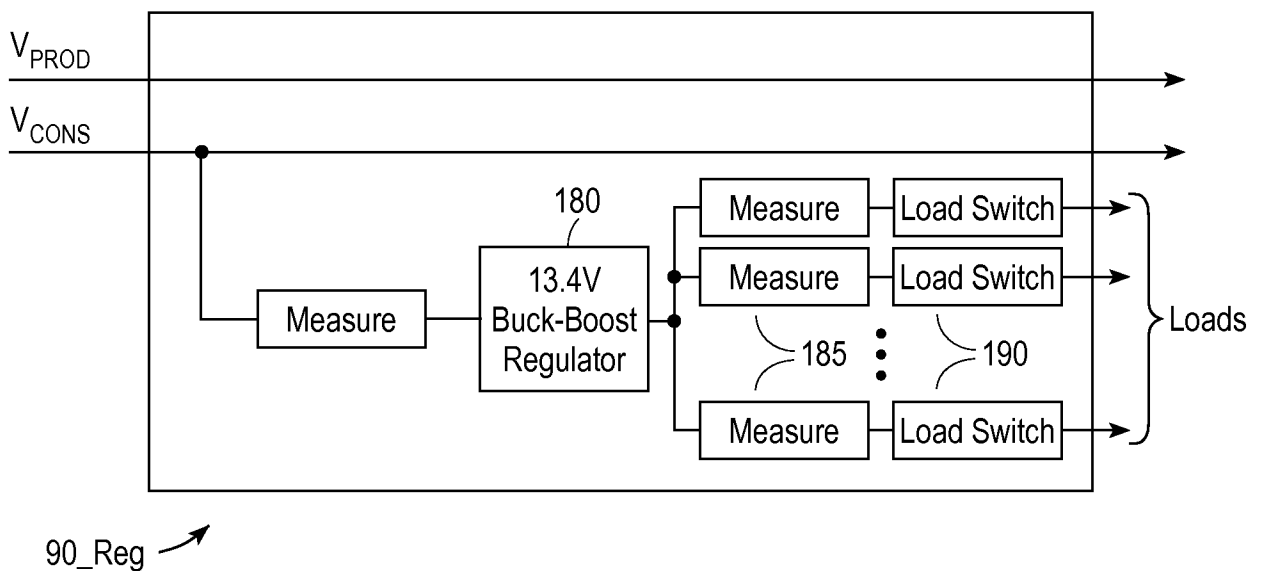 V_PROD
V_CONS
180
Measure Load Switch
13.4V
Buck-Boost
Regulator
Measure Load Switch
Measure
Loads
185 190
Measure Load Switch
90_Reg